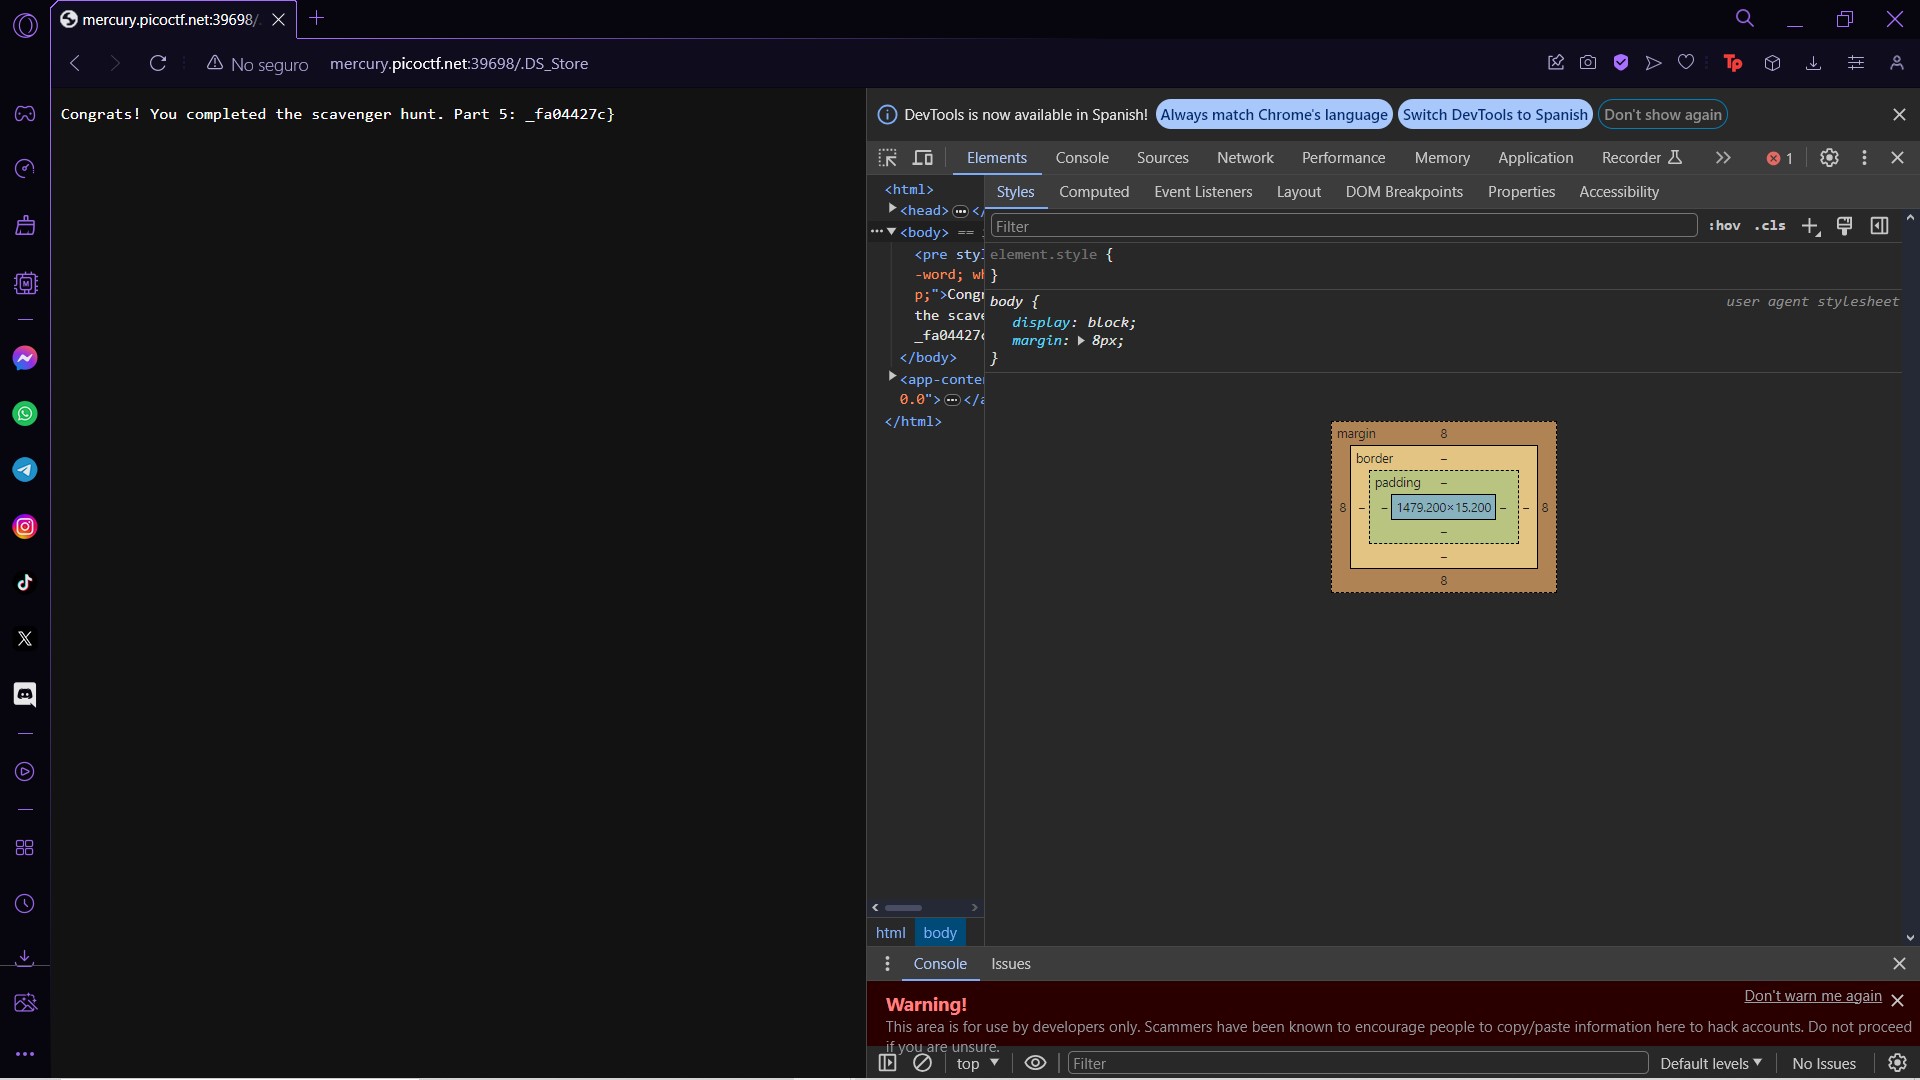 mercury.picoctf.net:39698/
No seguro
mercury.picoctf.net:39698/.DS_Store
Tp
Congrats! You completed the scavenger hunt. Part 5: _fa04427c}
DevTools is now available in Spanish!
Always match Chrome's language
Switch DevTools to Spanish
Don't show again
Elements
Console
Sources
Network
Performance
Memory
Application
Recorder
1
<html>
<head> </
<body> ==
<pre styl
-word; wh
p;">Congr
the scave
_fa04427c
</body>
<app-conte
0.0"> </a
</html>
Styles
Computed
Event Listeners
Layout
DOM Breakpoints
Properties
Accessibility
Filter
:hov
.cls
element.style {
}
body {
user agent stylesheet
display: block;
margin: 8px;
}
margin
8
border
–
padding
–
8
–
–
1479.200×15.200
–
–
8
–
–
8
html
body
Console
Issues
Warning!
Don't warn me again
This area is for use by developers only. Scammers have been known to encourage people to copy/paste information here to hack accounts. Do not proceed
if you are unsure.
top
Filter
Default levels
No Issues